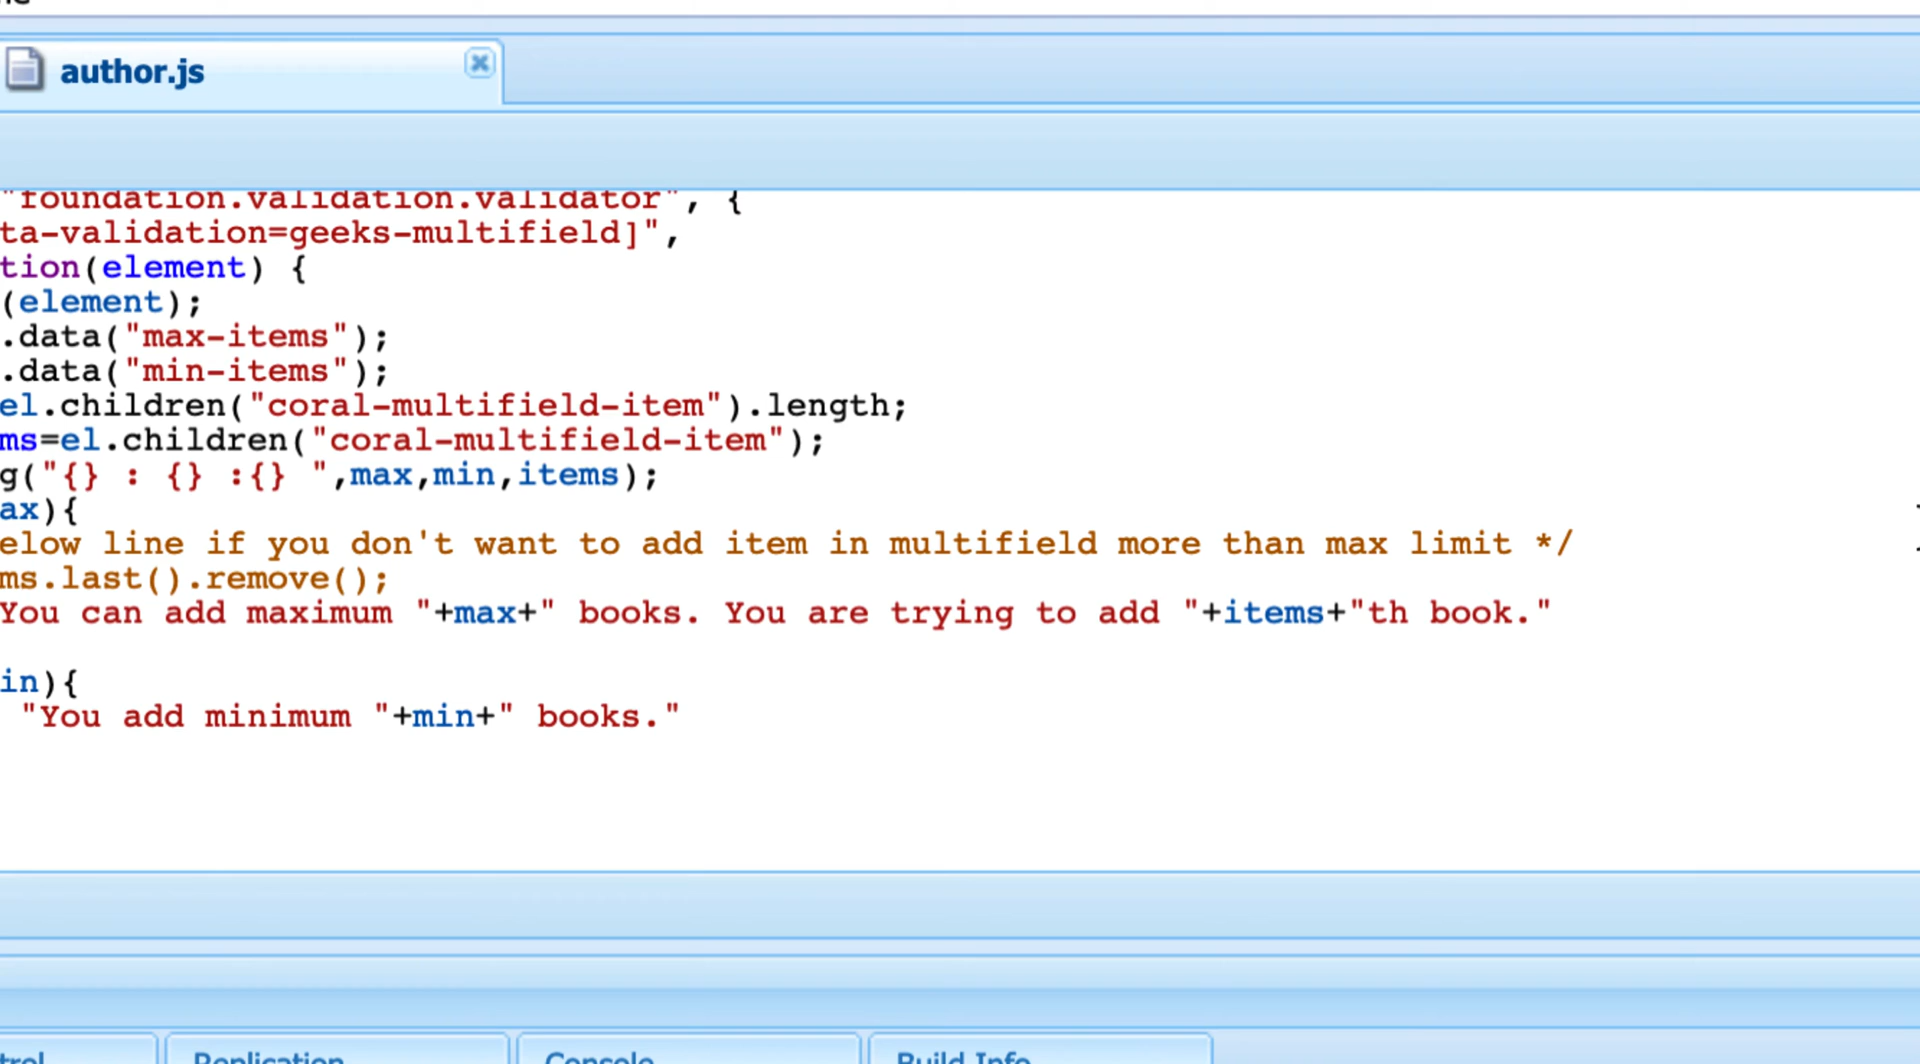 author.js
"foundation.validation.validator", {
ta-validation=geeks-multifield]",
tion(element) {
(element);
.data("max-items");
.data("min-items");
el.children("coral-multifield-item").length;
ms=el.children("coral-multifield-item");
g("{} : {} :{} ",max,min,items);
ax){
elow line if you don't want to add item in multifield more than max limit */
ms.last().remove();
You can add maximum "+max+" books. You are trying to add "+items+"th book."
in){
"You add minimum "+min+" books."
trol Replication Console Build Info